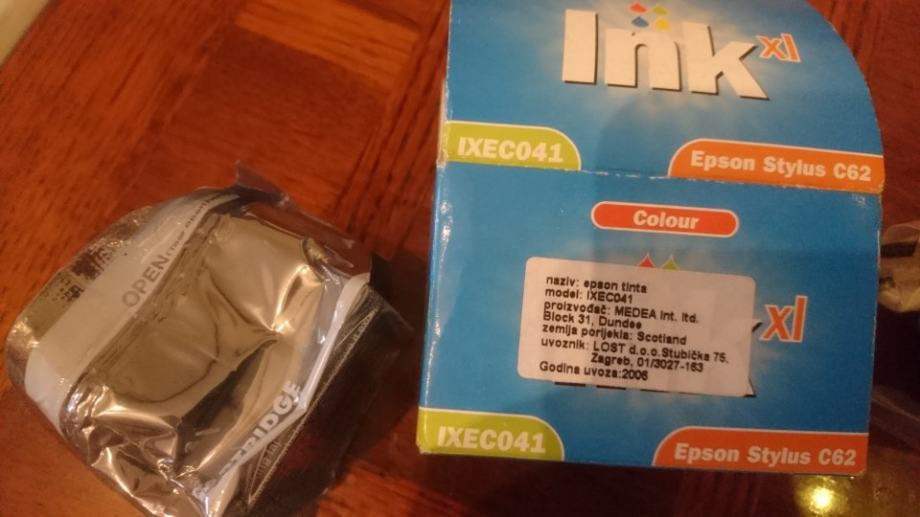 Ink xl
IXEC041
Epson Stylus C62
Colour
naziv: epson tinta
model: IXEC041
proizvođač: MEDEA Int. ltd.
Block 31, Dundee
zemlja porijekla: Scotland
uvoznik: LOST d.o.o.Stubička 75,
Zagreb, 01/3027-163
Godina uvoza:2006
xl
IXEC041
Epson Stylus C62
OPEN